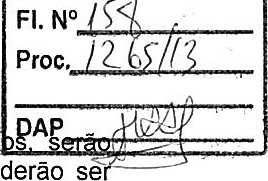 Fl. Nº 158
Proc. 1265/13
DAP
os, serão
derão ser